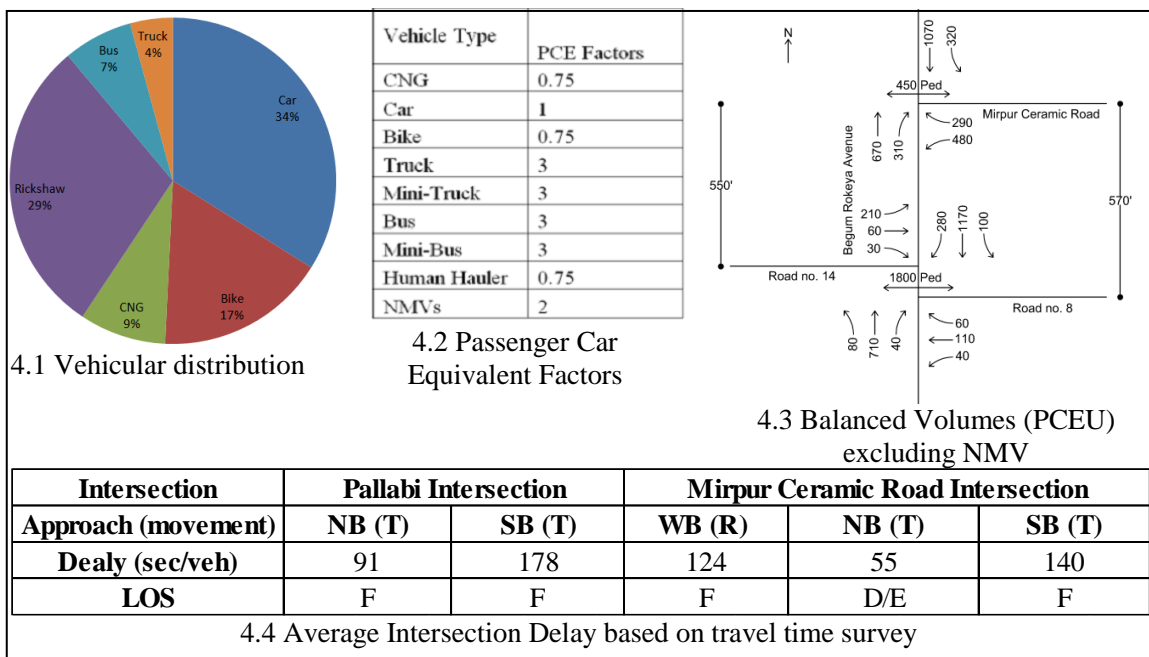 Truck
4%
Bus
7%
Car
34%
Rickshaw
29%
CNG
9%
Bike
17%
4.1 Vehicular distribution
Vehicle Type PCE Factors
CNG 0.75
Car 1
Bike 0.75
Truck 3
Mini-Truck 3
Bus 3
Mini-Bus 3
Human Hauler 0.75
NMVs 2
4.2 Passenger Car
Equivalent Factors
N
1070
320
450 Ped
Mirpur Ceramic Road
290
480
670
310
Begum Rokeya Avenue
550'
570'
210
60
30
280
1170
100
Road no. 14
1800 Ped
Road no. 8
80
710
40
60
110
40
4.3 Balanced Volumes (PCEU)
excluding NMV
Intersection Pallabi Intersection Mirpur Ceramic Road Intersection
Approach (movement) NB (T) SB (T) WB (R) NB (T) SB (T)
Dealy (sec/veh) 91 178 124 55 140
LOS F F F D/E F
4.4 Average Intersection Delay based on travel time survey